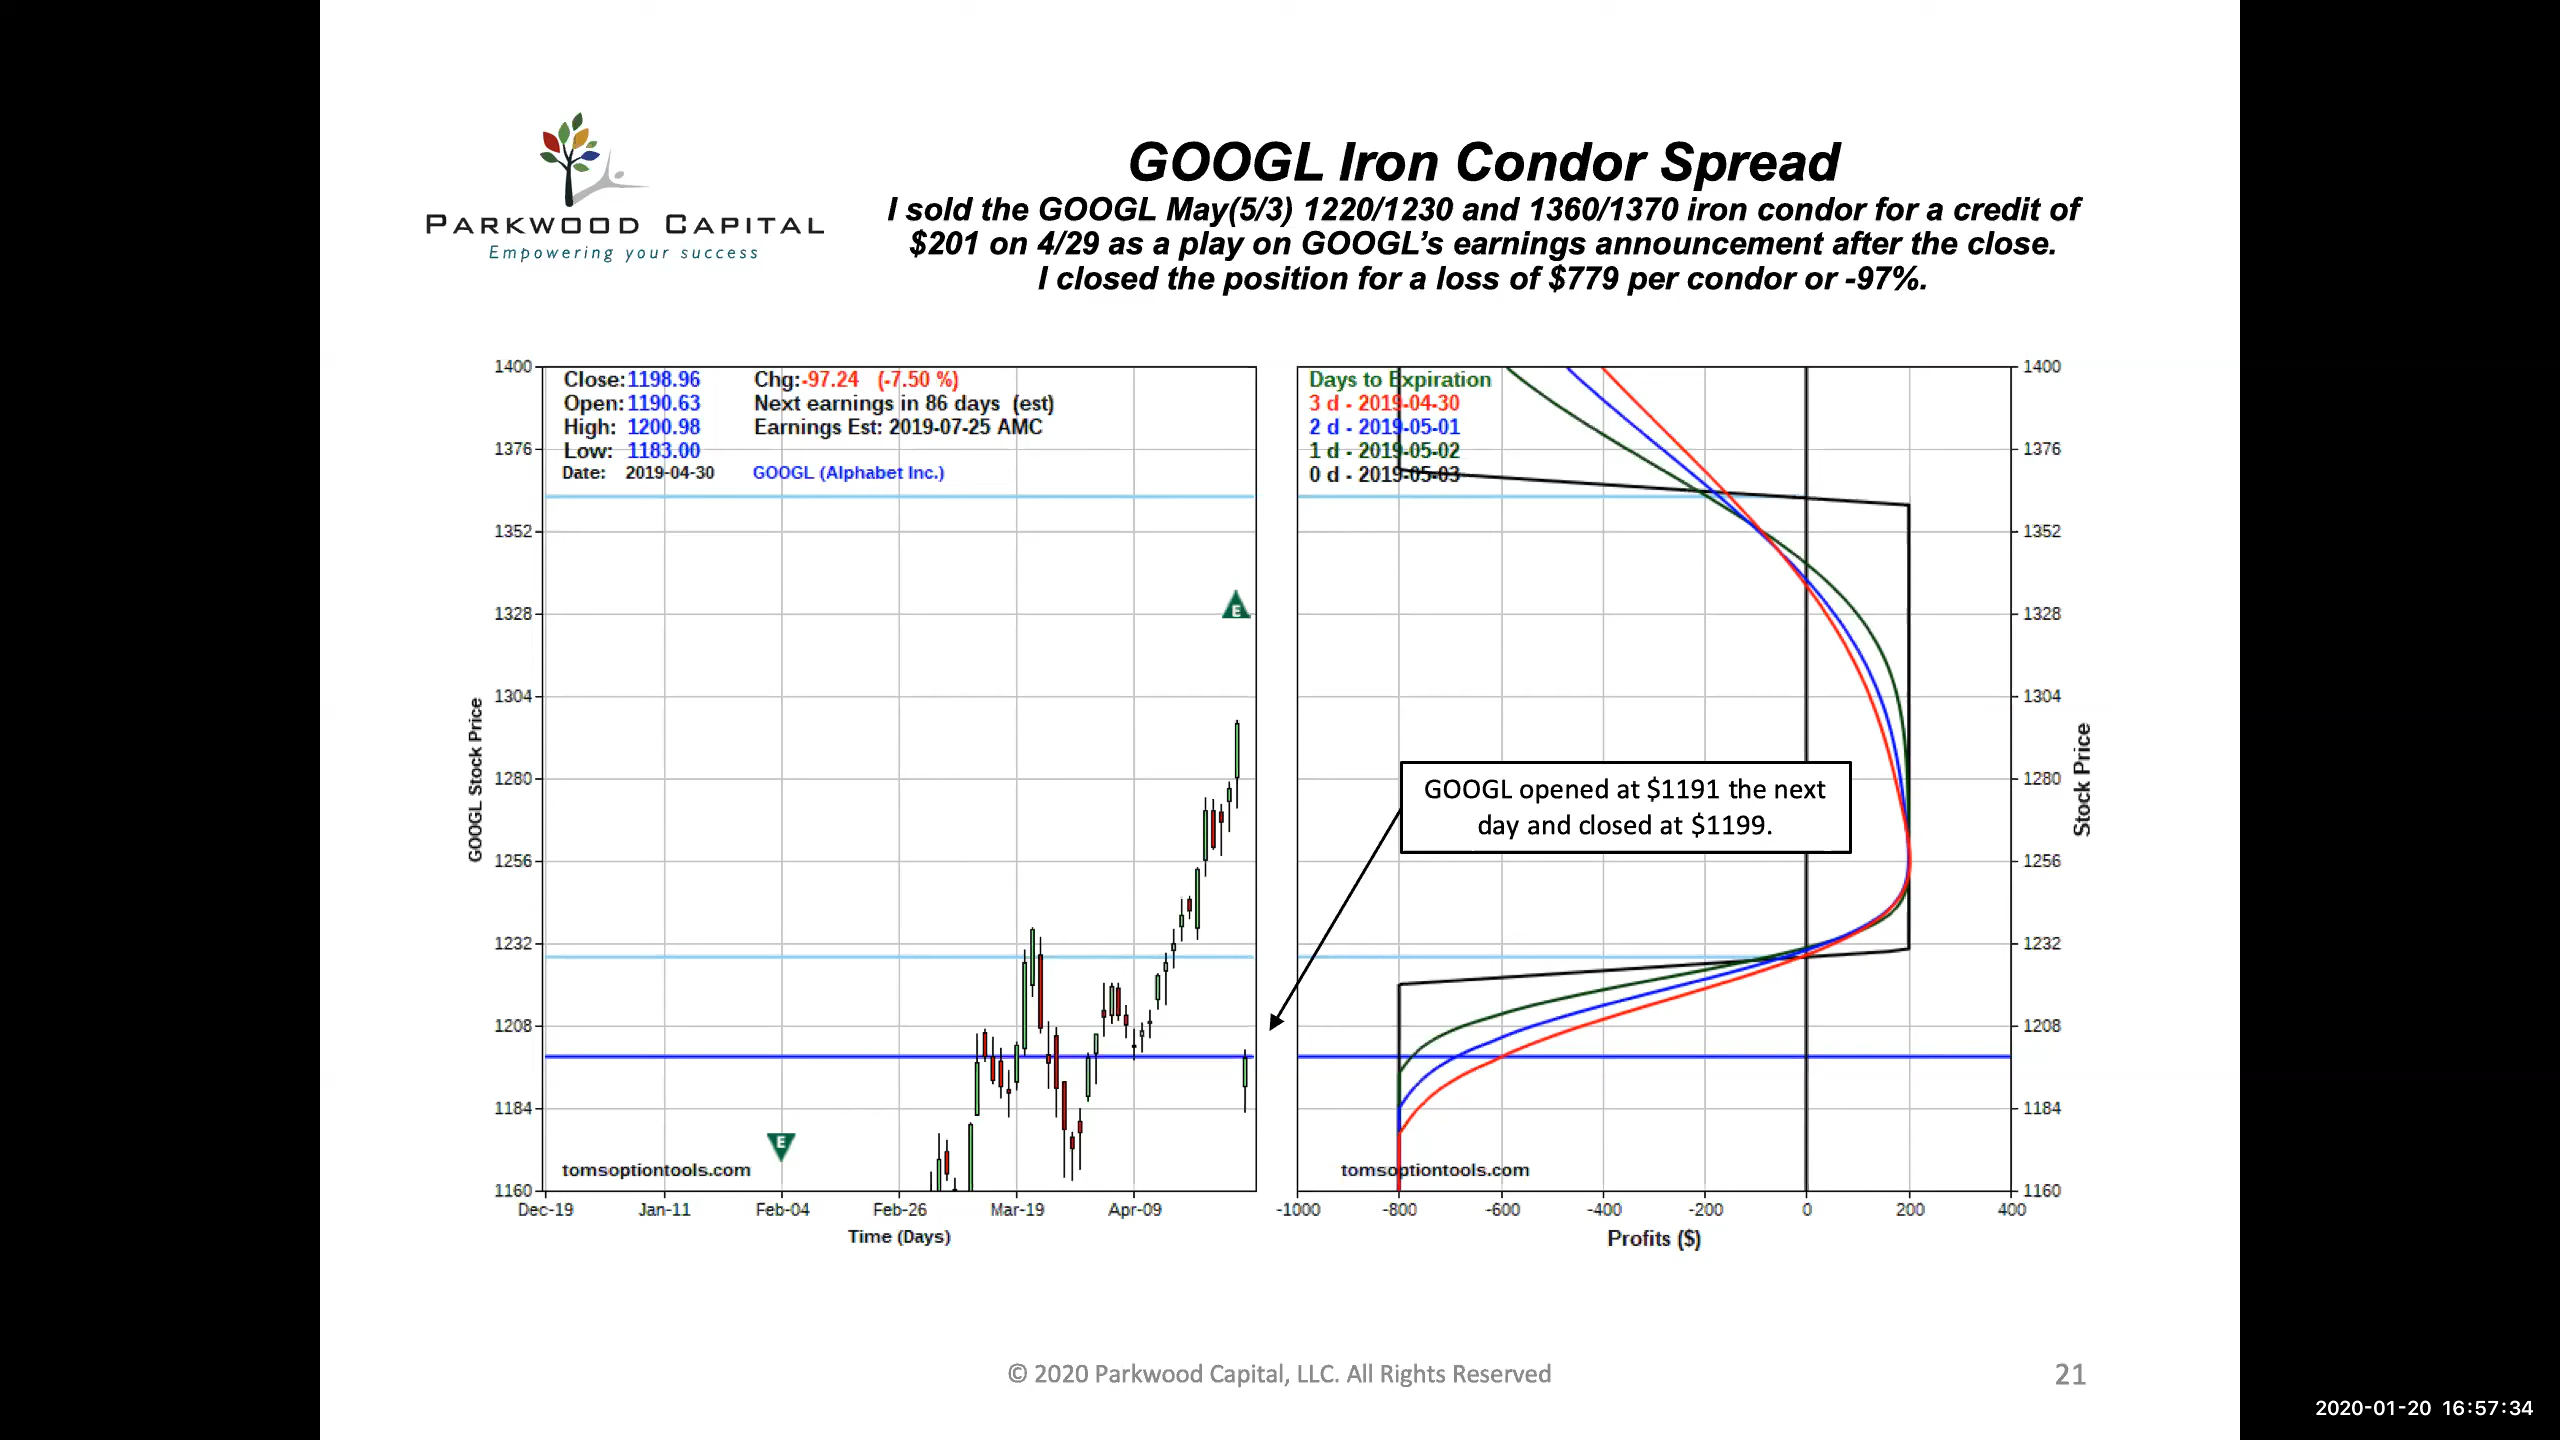 PARKWOOD CAPITAL
Empowering your success
GOOGL Iron Condor Spread
I sold the GOOGL May(5/3) 1220/1230 and 1360/1370 iron condor for a credit of
$201 on 4/29 as a play on GOOGL’s earnings announcement after the close.
I closed the position for a loss of $779 per condor or -97%.
Close:1198.96 Chg:-97.24 (-7.50 %)
Open:1190.63 Next earnings in 86 days (est)
High: 1200.98 Earnings Est: 2019-07-25 AMC
Low: 1183.00
Date: 2019-04-30 GOOGL (Alphabet Inc.)
1400
1376
1352
1328
1304
1280
1256
1232
1208
1184
1160
GOOGL Stock Price
E
E
tomsoptiontools.com
Dec-19 Jan-11 Feb-04 Feb-26 Mar-19 Apr-09
Time (Days)
Days to Expiration
3 d - 2019-04-30
2 d - 2019-05-01
1 d - 2019-05-02
0 d - 2019-05-03
GOOGL opened at $1191 the next
day and closed at $1199.
tomsoptiontools.com
1400
1376
1352
1328
1304
1280
1256
1232
1208
1184
1160
Stock Price
-1000 -800 -600 -400 -200 0 200 400
Profits ($)
© 2020 Parkwood Capital, LLC. All Rights Reserved
21
2020-01-20 16:57:34